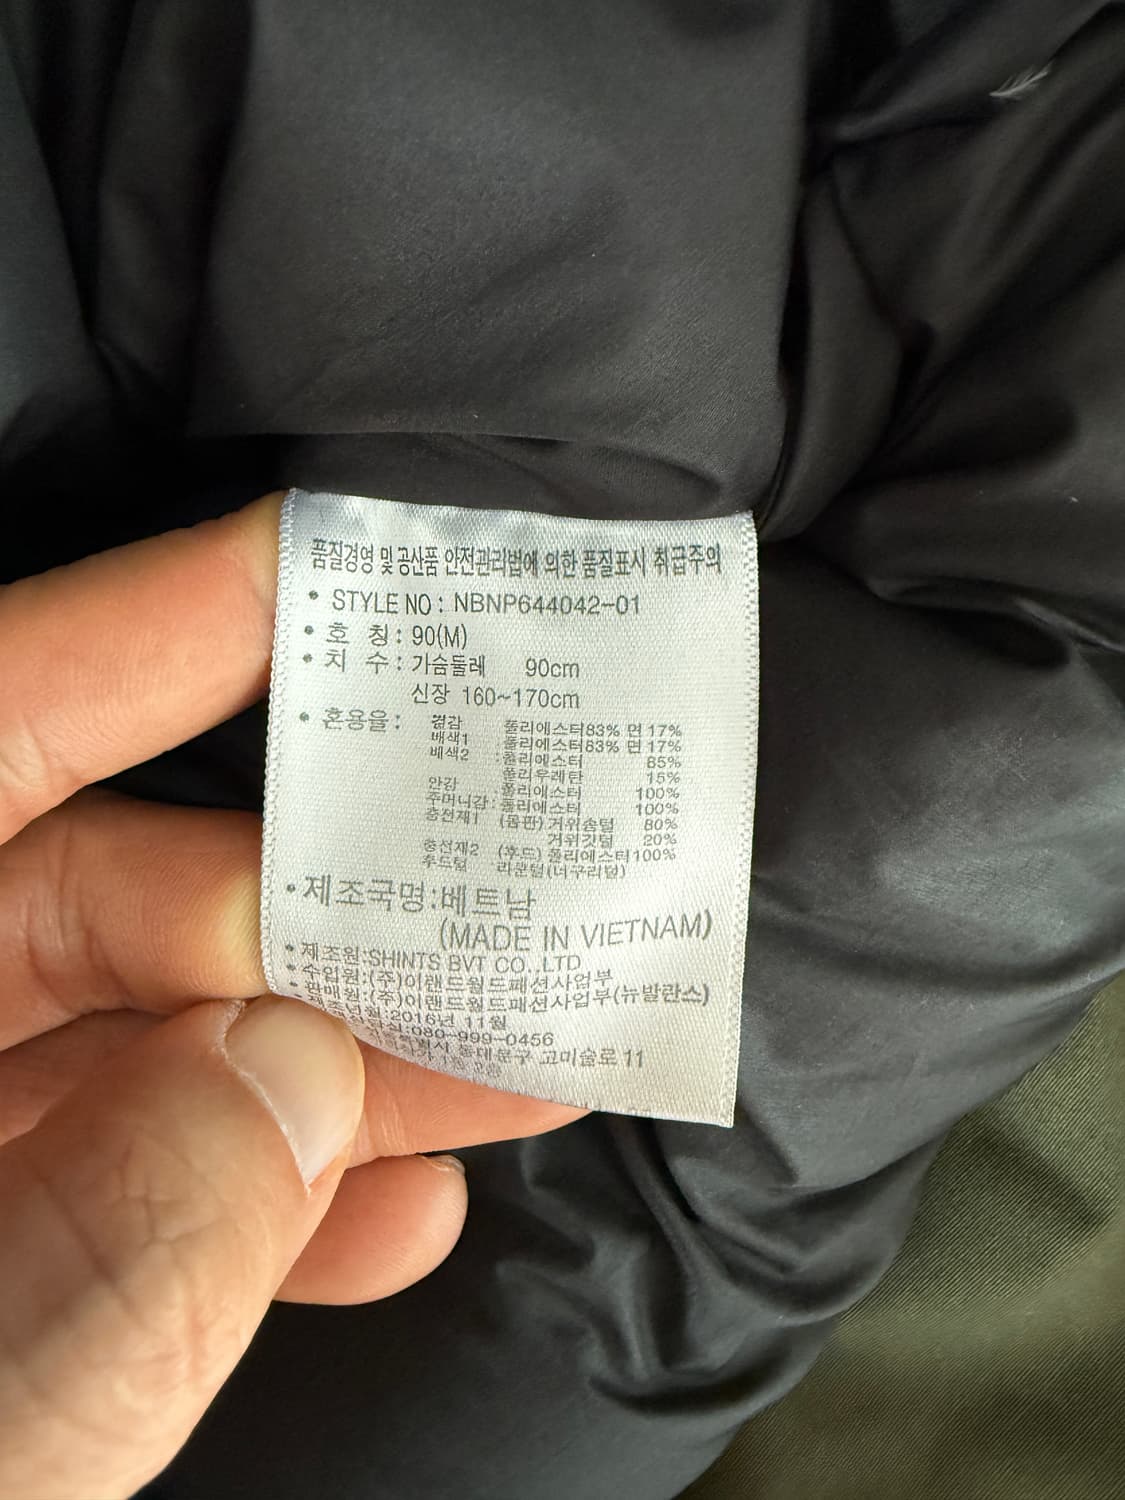 품질경영 및 공산품 안전관리법에 의한 품질표시 취급주의
• STYLE NO : NBNP644042-01
• 호 칭 : 90(M)
• 치 수 : 가슴둘레 90cm
신장 160~170cm
• 혼용율 : 겉감 폴리에스터83% 면 17%
배색1 : 폴리에스터83% 면 17%
배색2 : 폴리에스터 85%
폴리우레탄 15%
안감 폴리에스터 100%
주머니감 : 폴리에스터 100%
충전재1 (몸판) 거위솜털 80%
거위깃털 20%
충전재2 (후드) 폴리에스터100%
후드털 라쿤털(너구리털)
• 제조국명:베트남
(MADE IN VIETNAM)
• 제조원:SHINTS BVT CO.,LTD
• 수입원:(주)이랜드월드패션사업부
• 판매원:(주)이랜드월드패션사업부(뉴발란스)
제조년월:2016년 11월
:080-999-0456
동대문구 고미술로 11